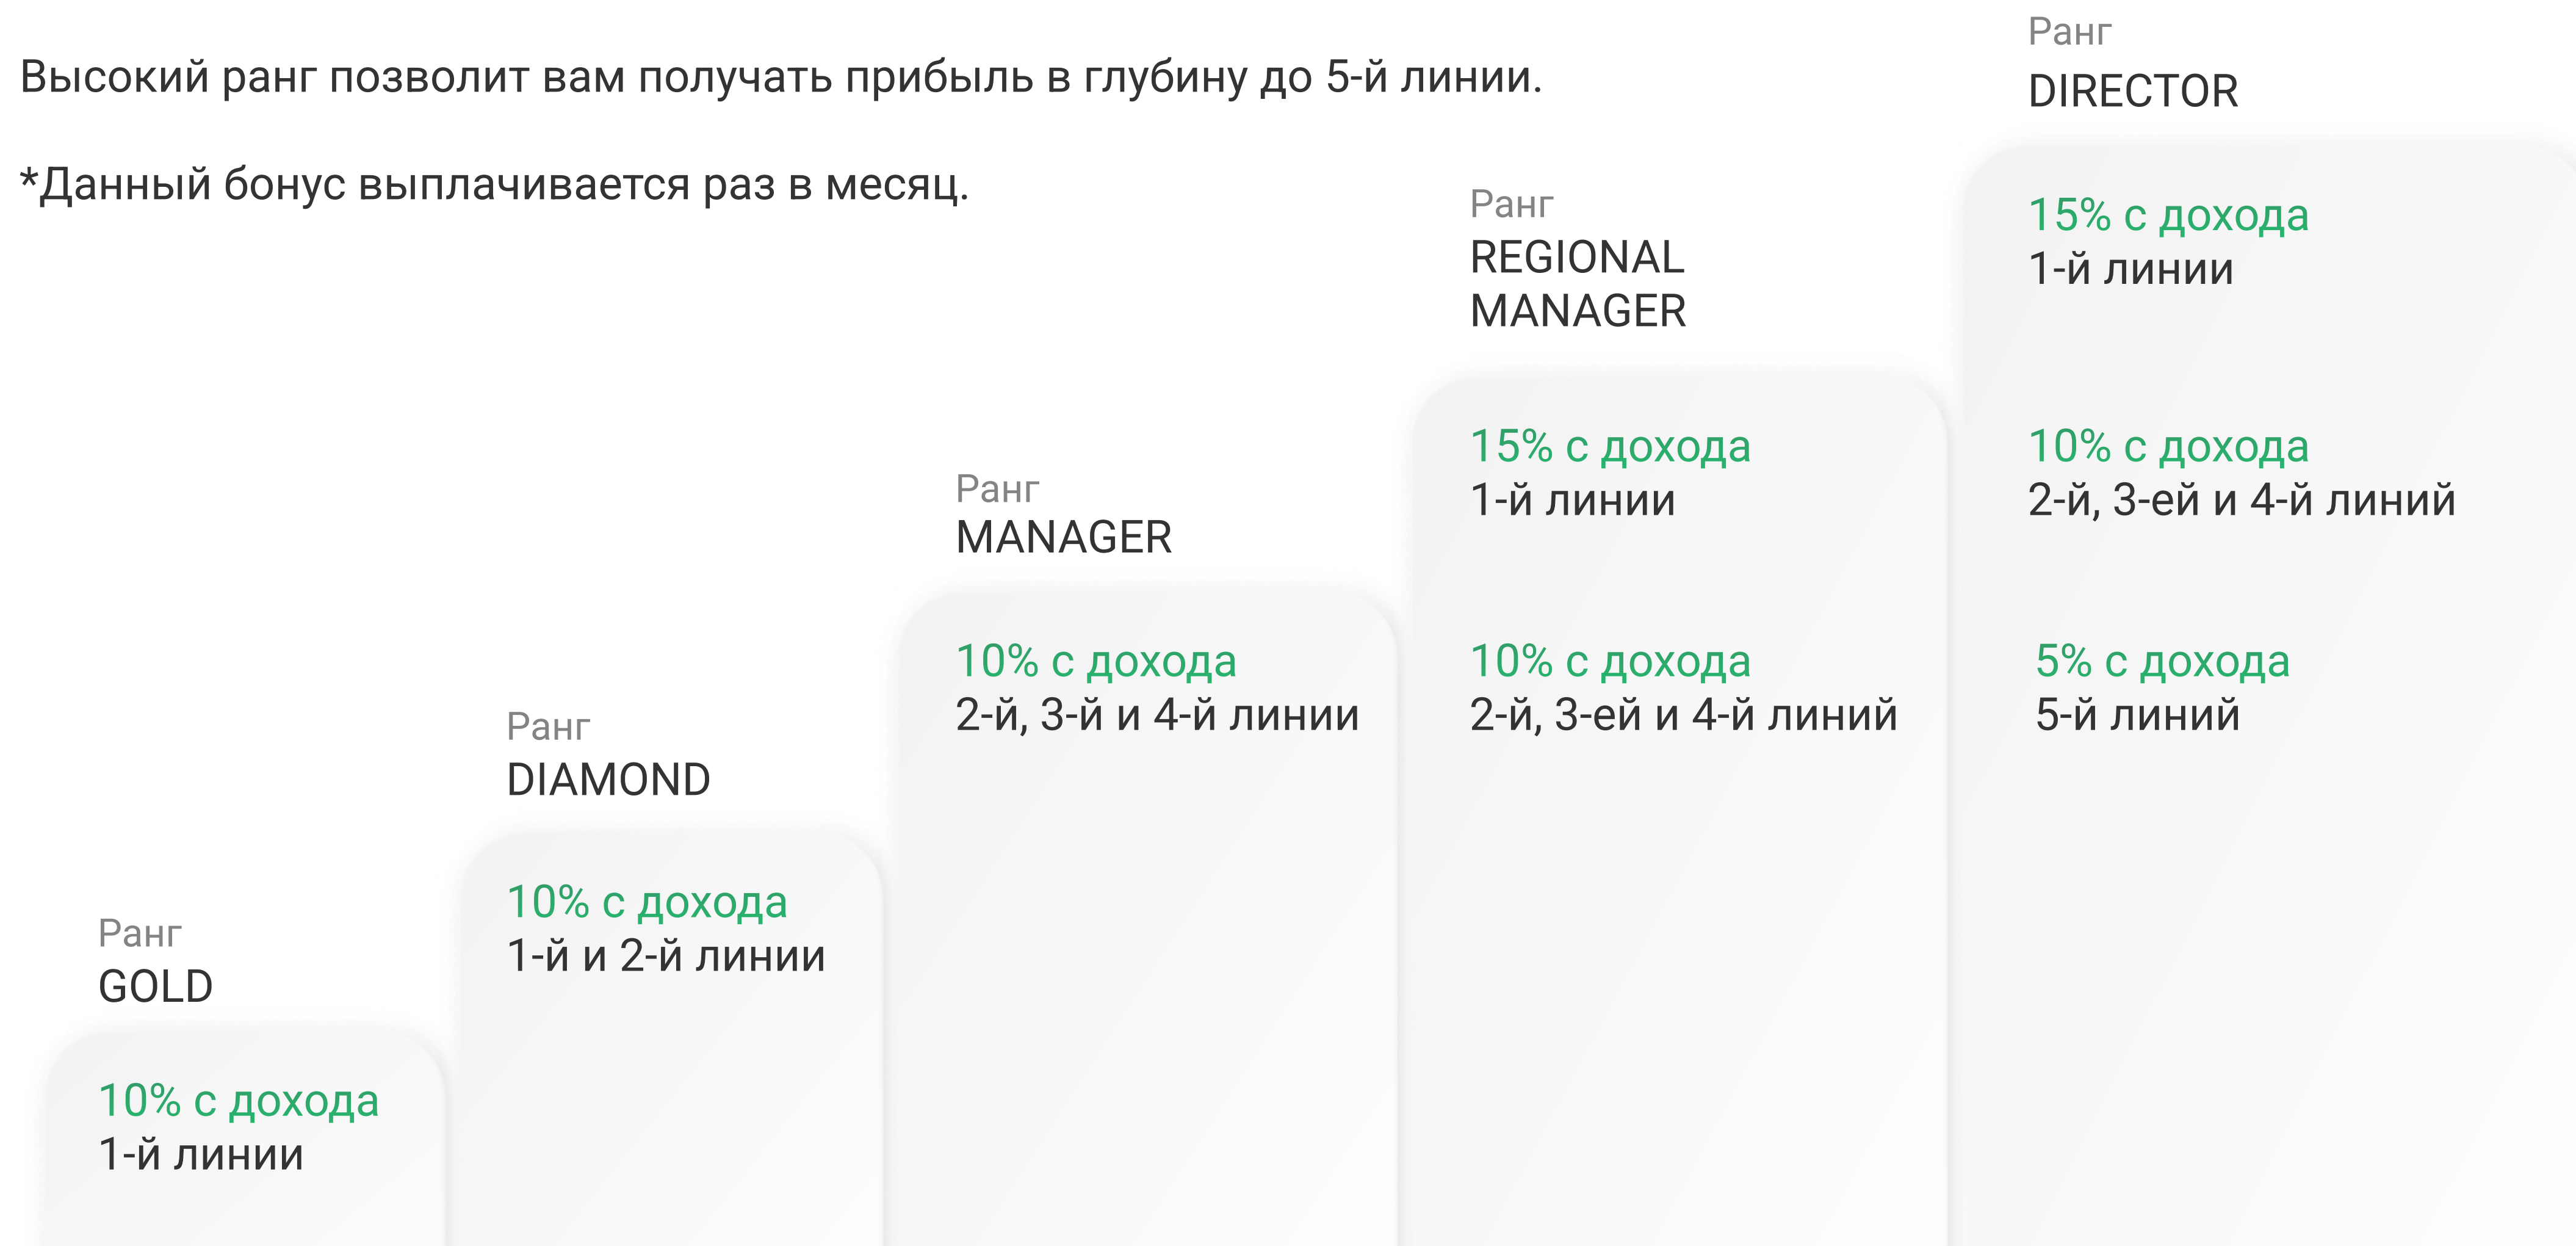 Высокий ранг позволит вам получать прибыль в глубину до 5-й линии.
*Данный бонус выплачивается раз в месяц.
Ранг
GOLD
10% с дохода
1-й линии
Ранг
DIAMOND
10% с дохода
1-й и 2-й линии
Ранг
MANAGER
10% с дохода
2-й, 3-й и 4-й линии
Ранг
REGIONAL
MANAGER
15% с дохода
1-й линии
10% с дохода
2-й, 3-ей и 4-й линий
Ранг
DIRECTOR
15% с дохода
1-й линии
10% с дохода
2-й, 3-ей и 4-й линий
5% с дохода
5-й линий